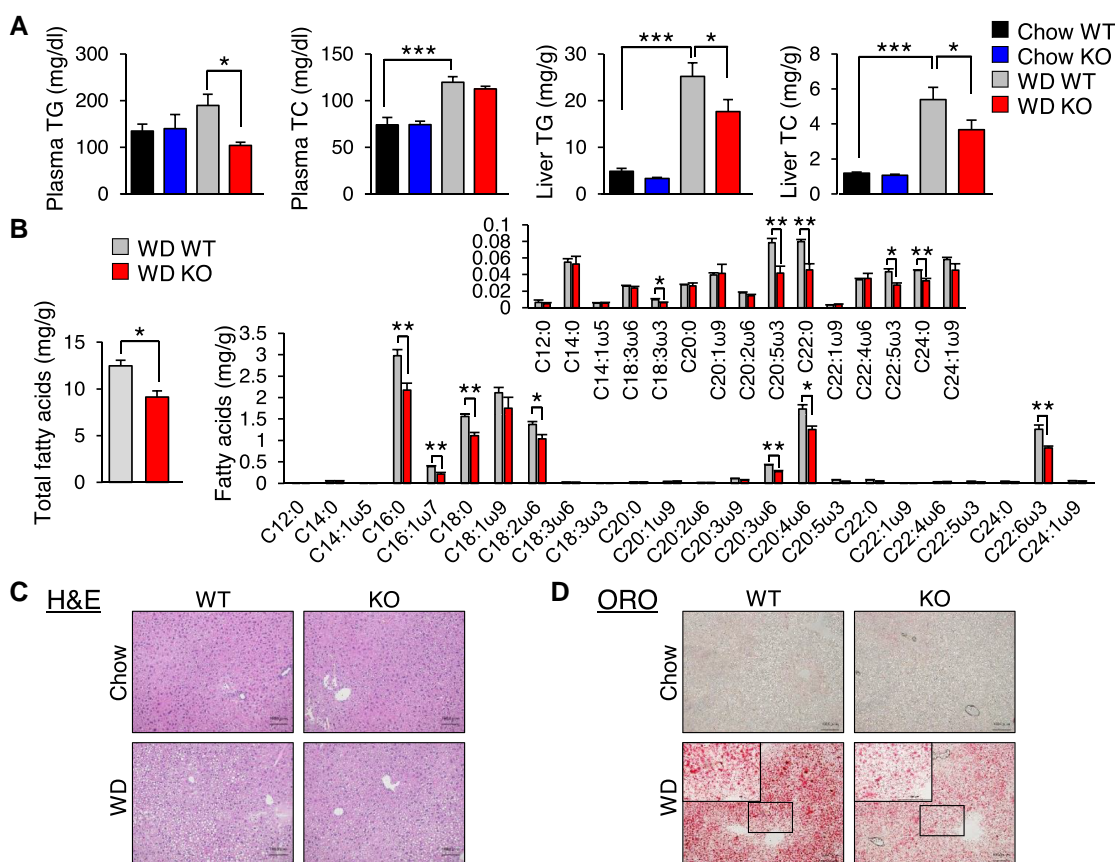 A
Plasma TG (mg/dl)
300
200
100
0
*
Plasma TC (mg/dl)
150
100
50
0
***
Liver TG (mg/g)
30
20
10
0
***
*
Liver TC (mg/g)
8
6
4
2
0
***
*
Chow WT
Chow KO
WD WT
WD KO
B
WD WT
WD KO
Total fatty acids (mg/g)
15
10
5
0
*
0.1
0.08
0.06
0.04
0.02
0
*
**
**
*
**
C12:0
C14:0
C14:1ω5
C18:3ω6
C18:3ω3
C20:0
C20:1ω9
C20:2ω6
C20:5ω3
C22:0
C22:1ω9
C22:4ω6
C22:5ω3
C24:0
C24:1ω9
Fatty acids (mg/g)
3.5
3
2.5
2
1.5
1
0.5
0
**
**
**
*
**
*
**
C12:0
C14:0
C14:1ω5
C16:0
C16:1ω7
C18:0
C18:1ω9
C18:2ω6
C18:3ω6
C18:3ω3
C20:0
C20:1ω9
C20:2ω6
C20:3ω9
C20:3ω6
C20:4ω6
C20:5ω3
C22:0
C22:1ω9
C22:4ω6
C22:5ω3
C24:0
C22:6ω3
C24:1ω9
C
H&E
WT
KO
Chow
WD
D
ORO
WT
KO
Chow
WD